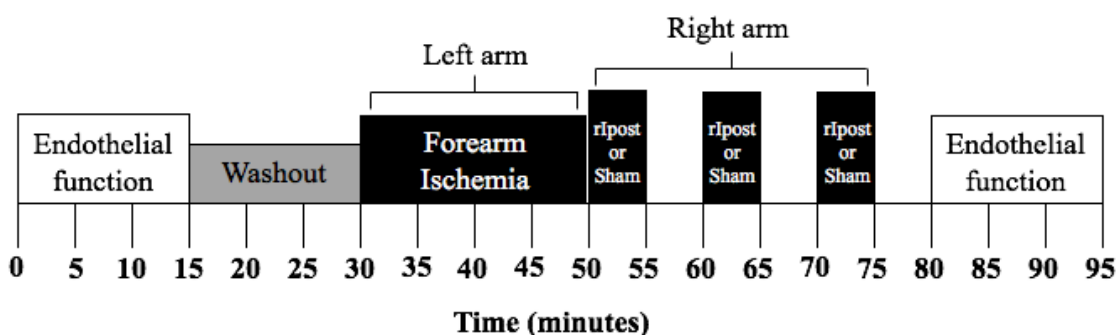 Right arm
Left arm
Endothelial
function
Washout
Forearm
Ischemia
rIpost
or
Sham
rIpost
or
Sham
rIpost
or
Sham
Endothelial
function
0 5 10 15 20 25 30 35 40 45 50 55 60 65 70 75 80 85 90 95
Time (minutes)